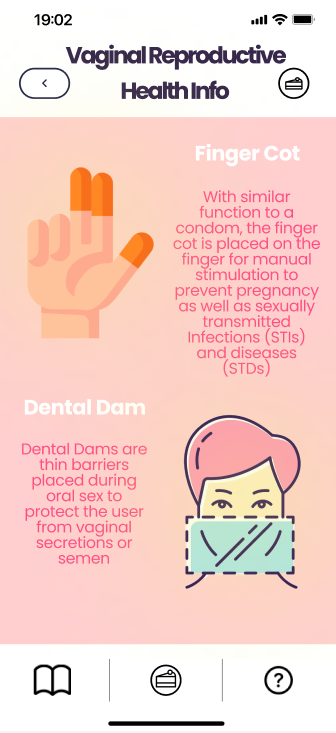 19:02
Vaginal Reproductive
Health Info
Finger Cot
With similar
function to a
condom, the finger
cot is placed on the
finger for manual
stimulation to
prevent pregnancy
as well as sexually
transmitted
Infections (STIs)
and diseases
(STDs)
Dental Dam
Dental Dams are
thin barriers
placed during
oral sex to
protect the user
from vaginal
secretions or
semen
?